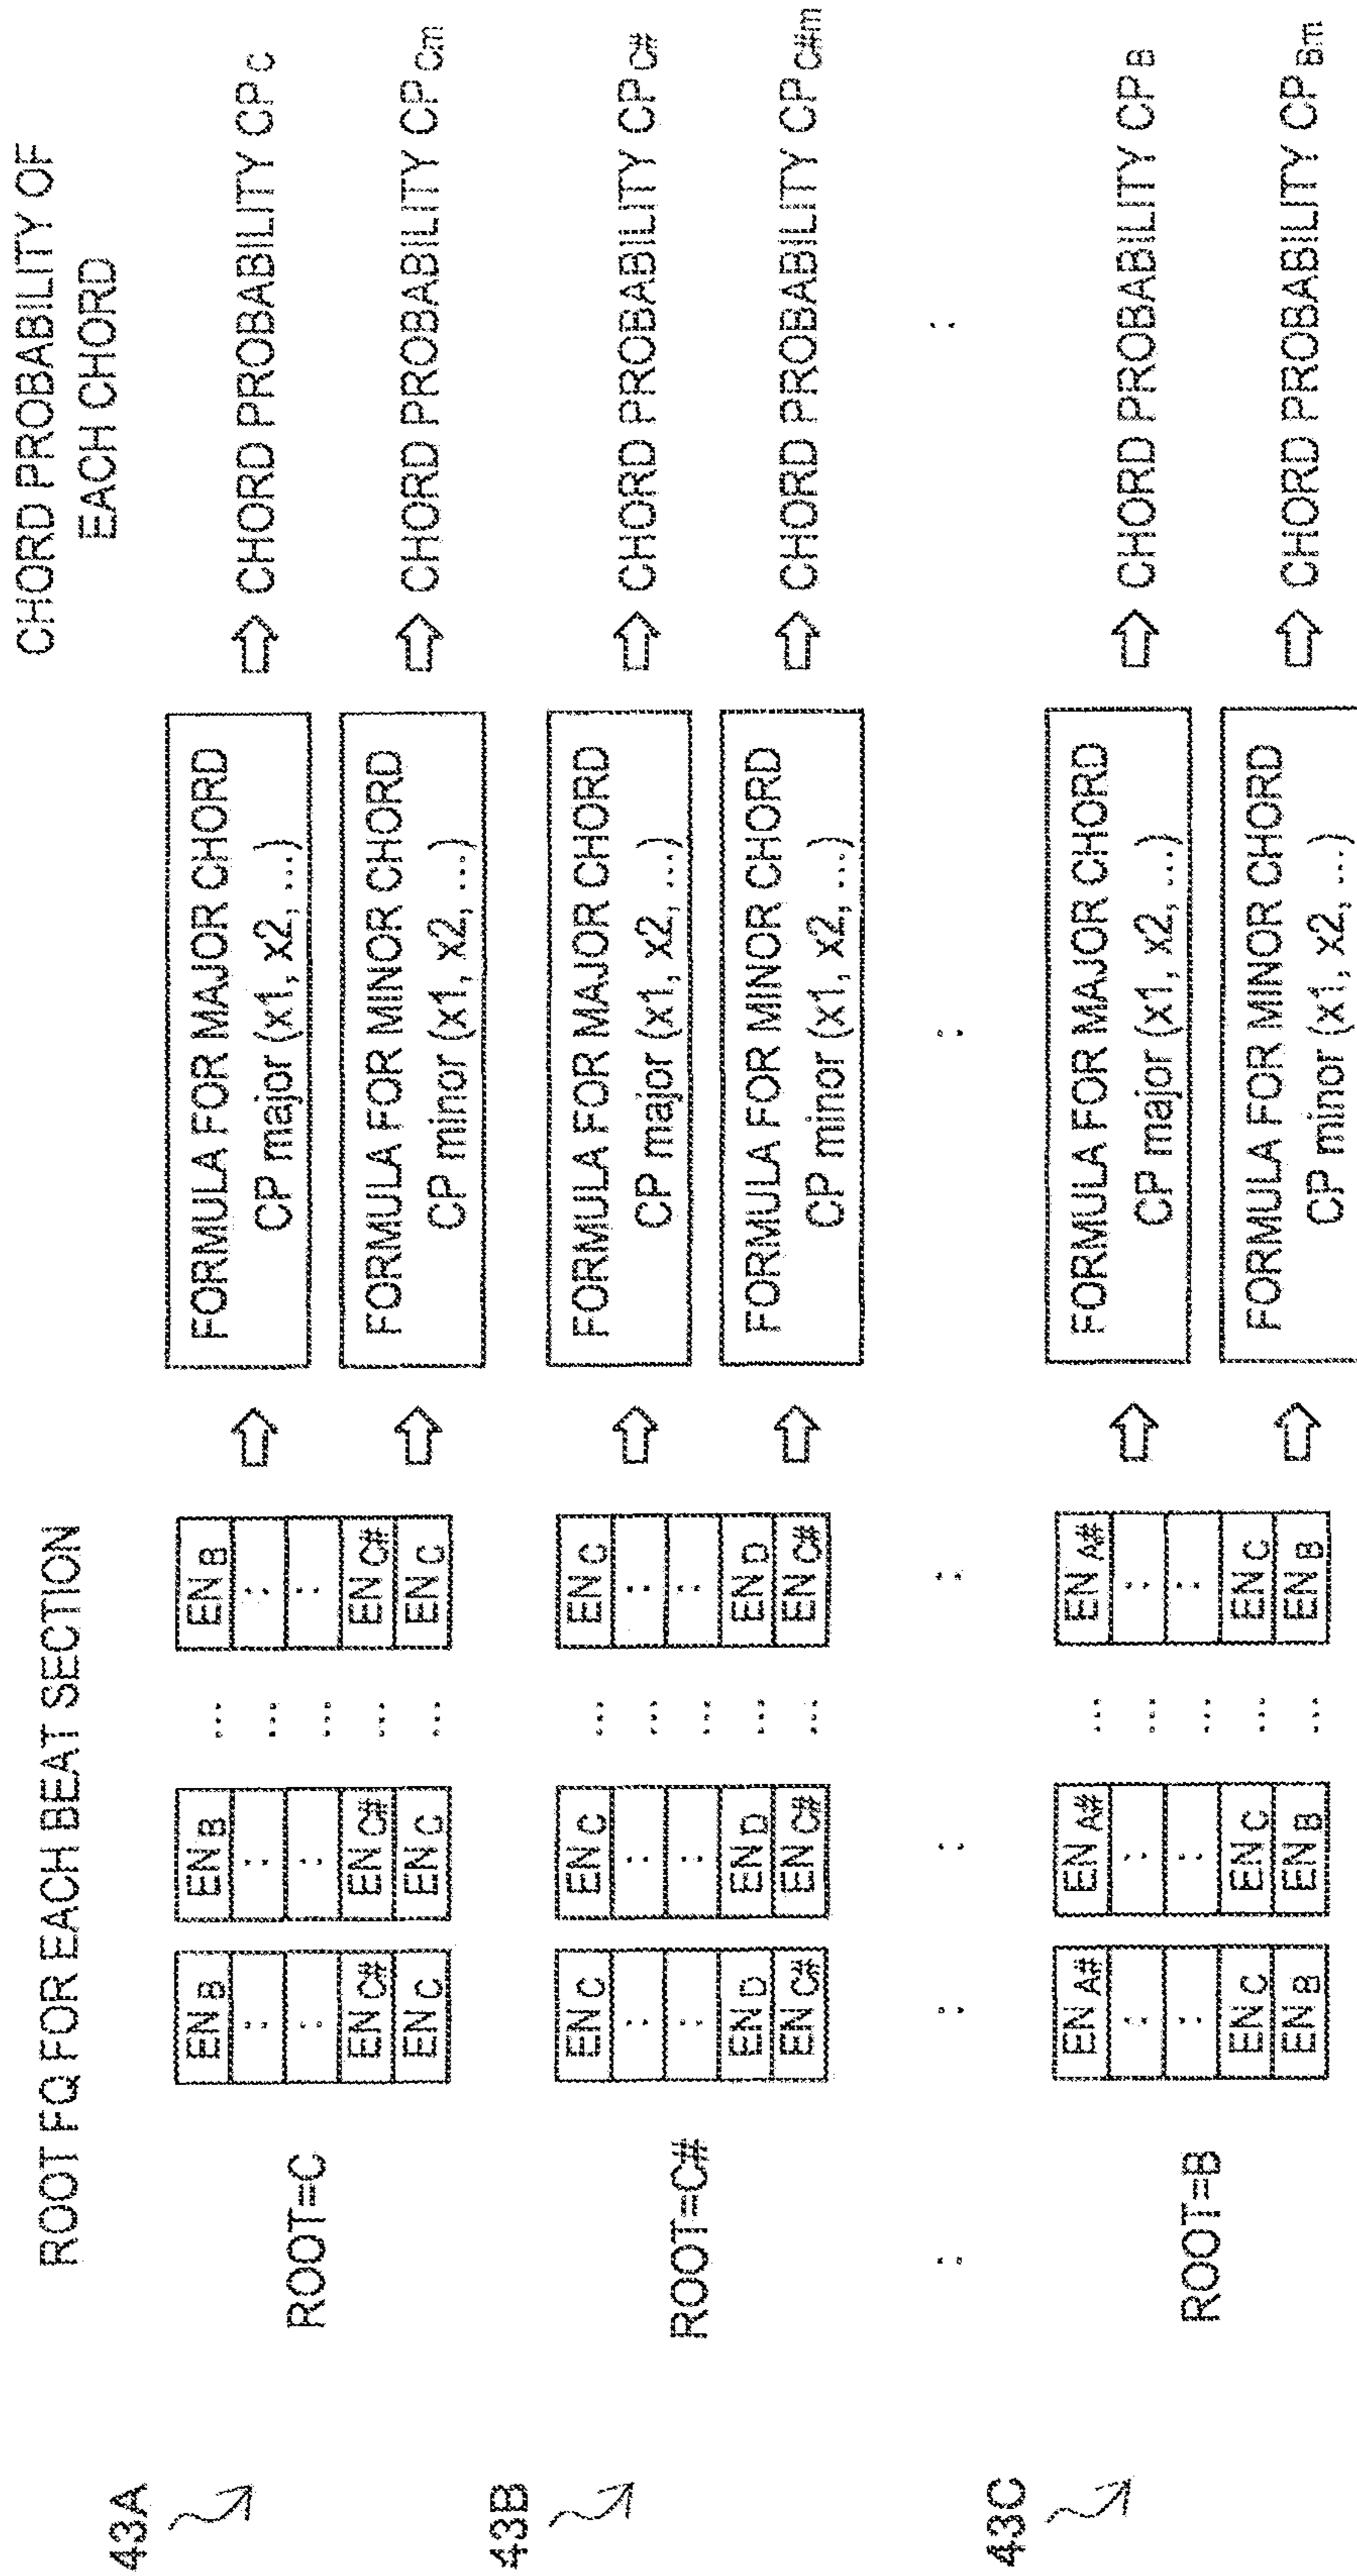 ROOT FQ FOR EACH BEAT SECTION
CHORD PROBABILITY OF
EACH CHORD
43A
ROOT=C
EN B
:
:
EN C#
EN C
EN B
:
:
EN C#
EN C
...
...
...
...
...
EN B
:
:
EN C#
EN C
FORMULA FOR MAJOR CHORD
CP major (x1, x2, ...)
CHORD PROBABILITY CP C
FORMULA FOR MINOR CHORD
CP minor (x1, x2, ...)
CHORD PROBABILITY CP Cm
43B
ROOT=C#
EN C
:
:
EN D
EN C#
EN C
:
:
EN D
EN C#
...
...
...
...
...
EN C
:
:
EN D
EN C#
FORMULA FOR MAJOR CHORD
CP major (x1, x2, ...)
CHORD PROBABILITY CP C#
FORMULA FOR MINOR CHORD
CP minor (x1, x2, ...)
CHORD PROBABILITY CP C#m
:
:
:
:
:
:
43C
ROOT=B
EN A#
:
:
EN C
EN B
EN A#
:
:
EN C
EN B
...
...
...
...
...
EN A#
:
:
EN C
EN B
FORMULA FOR MAJOR CHORD
CP major (x1, x2, ...)
CHORD PROBABILITY CP B
FORMULA FOR MINOR CHORD
CP minor (x1, x2, ...)
CHORD PROBABILITY CP Bm